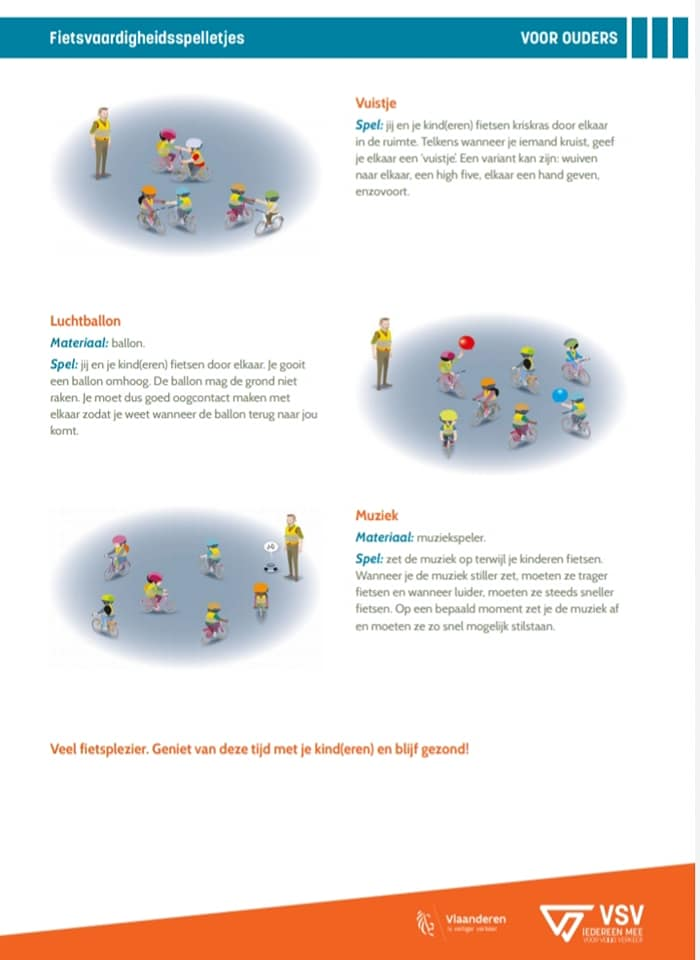 Fietsvaardigheidsspelletjes
VOOR OUDERS
Vuistje
Spel: jij en je kind(eren) fietsen kriskras door elkaar
in de ruimte. Telkens wanneer je iemand kruist, geef
je elkaar een ‘vuistje’. Een variant kan zijn: wuiven
naar elkaar, een high five, elkaar een hand geven,
enzovoort.
Luchtballon
Materiaal: ballon.
Spel: jij en je kind(eren) fietsen door elkaar. Je gooit
een ballon omhoog. De ballon mag de grond niet
raken. Je moet dus goed oogcontact maken met
elkaar zodat je weet wanneer de ballon terug naar jou
komt.
Muziek
Materiaal: muziekspeler.
Spel: zet de muziek op terwijl je kinderen fietsen.
Wanneer je de muziek stiller zet, moeten ze trager
fietsen en wanneer luider, moeten ze steeds sneller
fietsen. Op een bepaald moment zet je de muziek af
en moeten ze zo snel mogelijk stilstaan.
Veel fietsplezier. Geniet van deze tijd met je kind(eren) en blijf gezond!
Vlaanderen
is veiliger verkeer
VSV
IEDEREEN MEE
VOOR VEILIG VERKEER